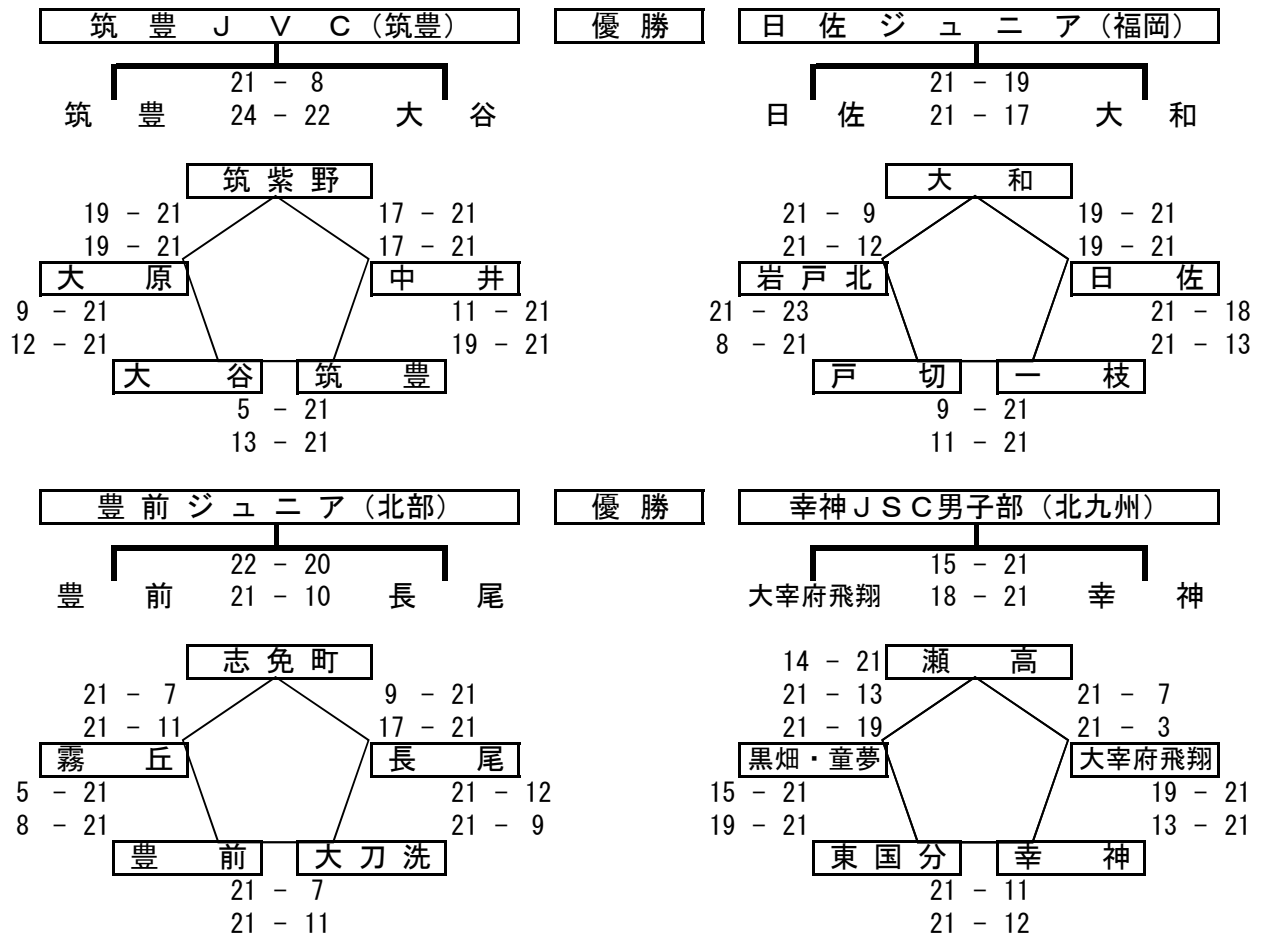 筑豊JVC（筑豊）
優勝
日佐ジュニア（福岡）
21 － 8
筑豊 24 － 22 大谷
21 － 19
日佐 21 － 17 大和
筑紫野
19 － 21 17 － 21
19 － 21 17 － 21
大原 中井
9 － 21 11 － 21
12 － 21 19 － 21
大谷 筑豊
5 － 21
13 － 21
大和
21 － 9 19 － 21
21 － 12 19 － 21
岩戸北 日佐
21 － 23 21 － 18
8 － 21 21 － 13
戸切 一枝
9 － 21
11 － 21
豊前ジュニア（北部）
優勝
幸神JSC男子部（北九州）
22 － 20
豊前 21 － 10 長尾
15 － 21
大宰府飛翔 18 － 21 幸神
志免町
21 － 7 9 － 21
21 － 11 17 － 21
霧丘 長尾
5 － 21 21 － 12
8 － 21 21 － 9
豊前 大刀洗
21 － 7
21 － 11
14 － 21 瀬高
21 － 13 21 － 7
21 － 19 21 － 3
黒畑・童夢 大宰府飛翔
15 － 21 19 － 21
19 － 21 13 － 21
東国分 幸神
21 － 11
21 － 12